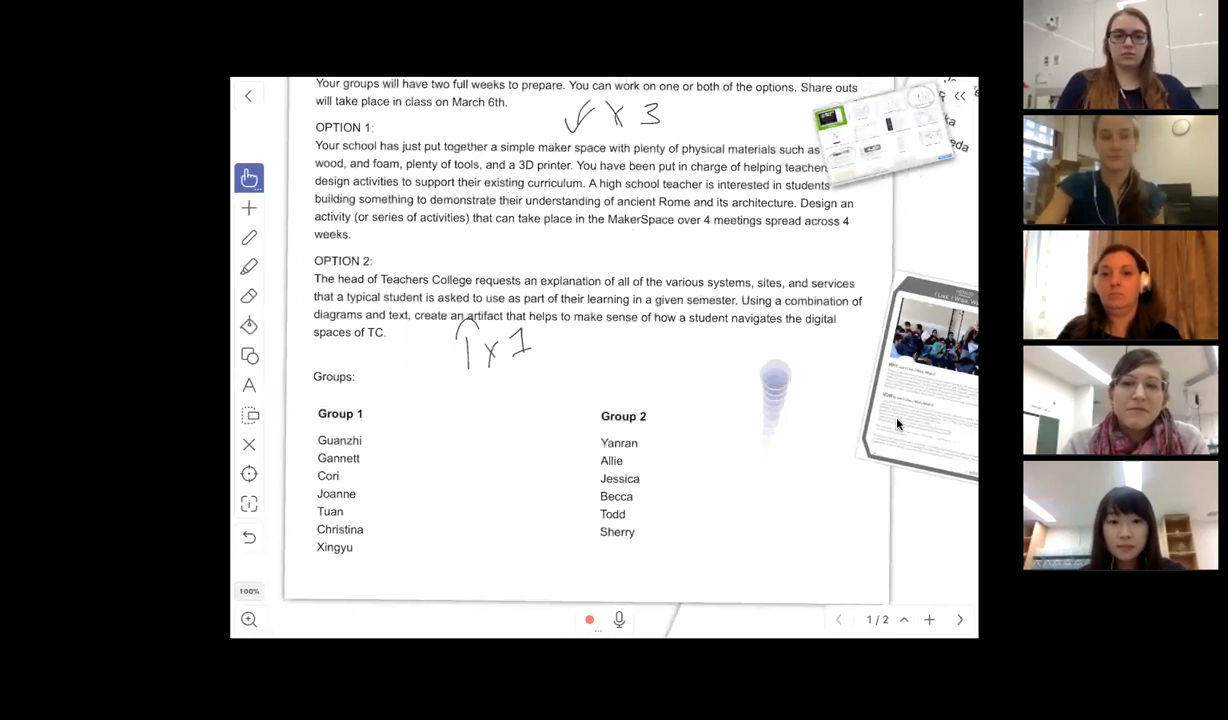 Your groups will have two full weeks to prepare. You can work on one or both of the options. Share outs
will take place in class on March 6th.
✓ x 3
OPTION 1:
Your school has just put together a simple maker space with plenty of physical materials such as
wood, and foam, plenty of tools, and a 3D printer. You have been put in charge of helping teachers
design activities to support their existing curriculum. A high school teacher is interested in students
building something to demonstrate their understanding of ancient Rome and its architecture. Design an
activity (or series of activities) that can take place in the MakerSpace over 4 meetings spread across 4
weeks.
OPTION 2:
The head of Teachers College requests an explanation of all of the various systems, sites, and services
that a typical student is asked to use as part of their learning in a given semester. Using a combination of
diagrams and text, create an artifact that helps to make sense of how a student navigates the digital
spaces of TC.
x 1
Groups:
Group 1
Guanzhi
Gannett
Cori
Joanne
Tuan
Christina
Xingyu
Group 2
Yanran
Allie
Jessica
Becca
Todd
Sherry
A
100%
1 / 2